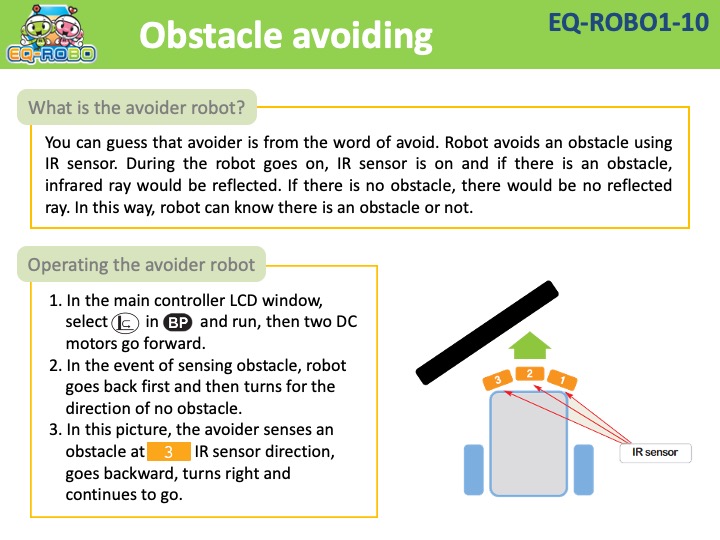 EQ-ROBO
Obstacle avoiding
EQ-ROBO1-10
What is the avoider robot?
You can guess that avoider is from the word of avoid. Robot avoids an obstacle using
IR sensor. During the robot goes on, IR sensor is on and if there is an obstacle,
infrared ray would be reflected. If there is no obstacle, there would be no reflected
ray. In this way, robot can know there is an obstacle or not.
Operating the avoider robot
1. In the main controller LCD window,
select in BP and run, then two DC
motors go forward.
2. In the event of sensing obstacle, robot
goes back first and then turns for the
direction of no obstacle.
3. In this picture, the avoider senses an
obstacle at 3 IR sensor direction,
goes backward, turns right and
continues to go.
3 2 1
IR sensor